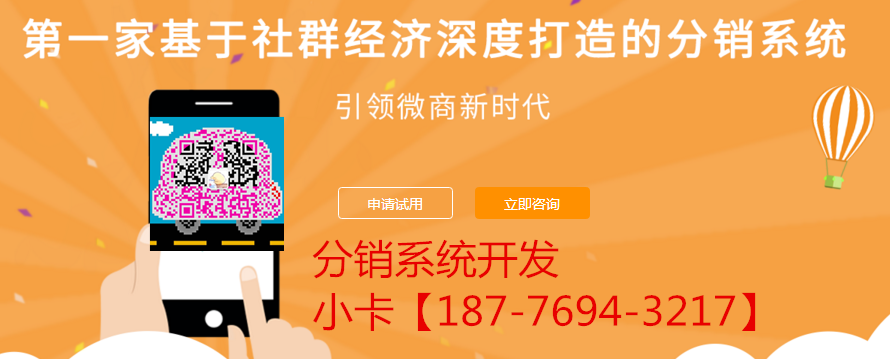 第一家基于社群经济深度打造的分销系统
引领微商新时代
申请试用
立即咨询
分销系统开发
小卡【187-7694-3217】